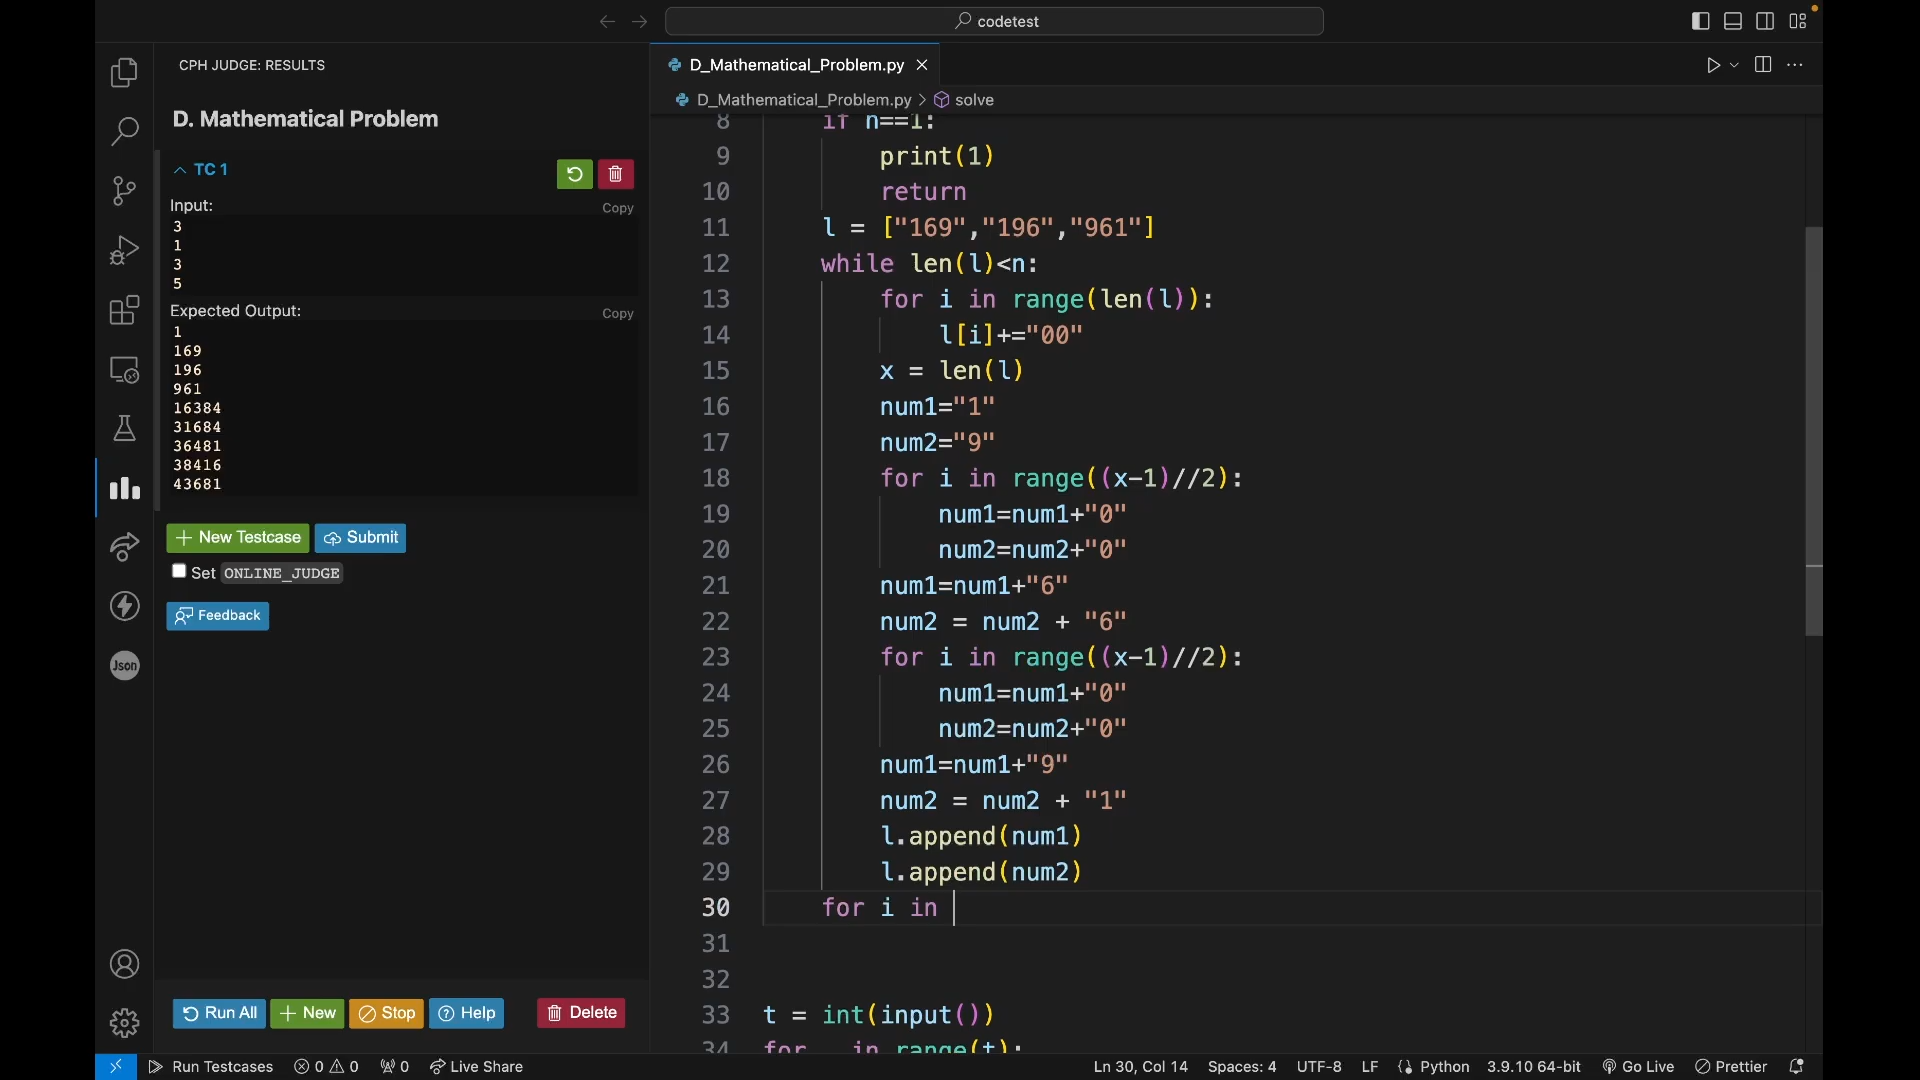 codetest
CPH JUDGE: RESULTS
D. Mathematical Problem
TC 1
Input:
Copy
3
1
3
5
Expected Output:
Copy
1
169
196
961
16384
31684
36481
38416
43681
New Testcase
Submit
Set ONLINE_JUDGE
Feedback
Json
Run All
New
Stop
Help
Delete
D_Mathematical_Problem.py
D_Mathematical_Problem.py > solve
8 if n==1:
9 print(1)
10 return
11 l = ["169","196","961"]
12 while len(l)<n:
13 for i in range(len(l)):
14 l[i]+="00"
15 x = len(l)
16 num1="1"
17 num2="9"
18 for i in range((x-1)//2):
19 num1=num1+"0"
20 num2=num2+"0"
21 num1=num1+"6"
22 num2 = num2 + "6"
23 for i in range((x-1)//2):
24 num1=num1+"0"
25 num2=num2+"0"
26 num1=num1+"9"
27 num2 = num2 + "1"
28 l.append(num1)
29 l.append(num2)
30 for i in
31
32
33 t = int(input())
34 for _ in range(t):
Run Testcases
0
0
0
Live Share
Ln 30, Col 14
Spaces: 4
UTF-8
LF
Python
3.9.10 64-bit
Go Live
Prettier